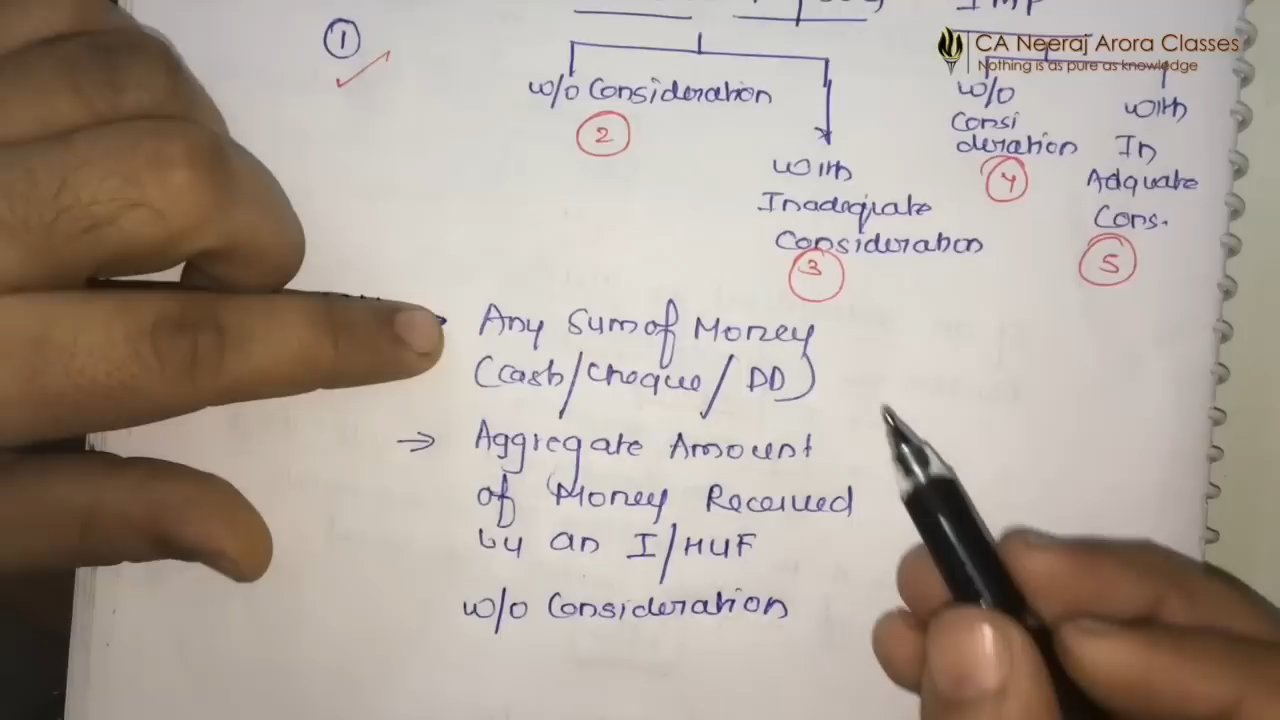 IMP
CA Neeraj Arora Classes
Nothing is as pure as knowledge
1
w/o Consideration
2
with
Inadequate
Consideration
3
w/o
Consi
deration
4
with
In
Adquate
Cons.
5
Any Sum of Money
(Cash/Cheque/DD)
→ Aggregate Amount
of Money Received
by an I/HUF
w/o Consideration